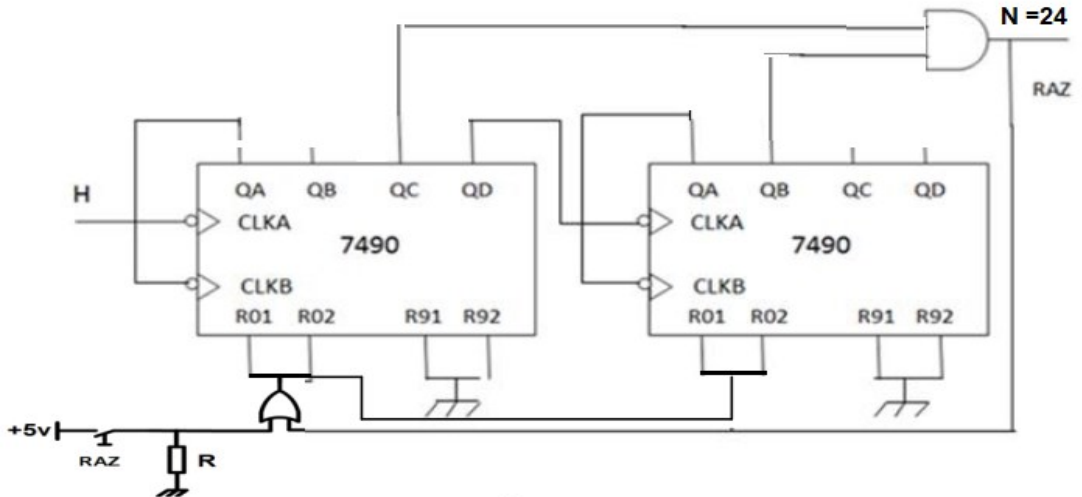 N =24
RAZ
H
QA QB QC QD
CLKA
7490
CLKB
R01 R02 R91 R92
QA QB QC QD
CLKA
7490
CLKB
R01 R02 R91 R92
+5v
RAZ
R